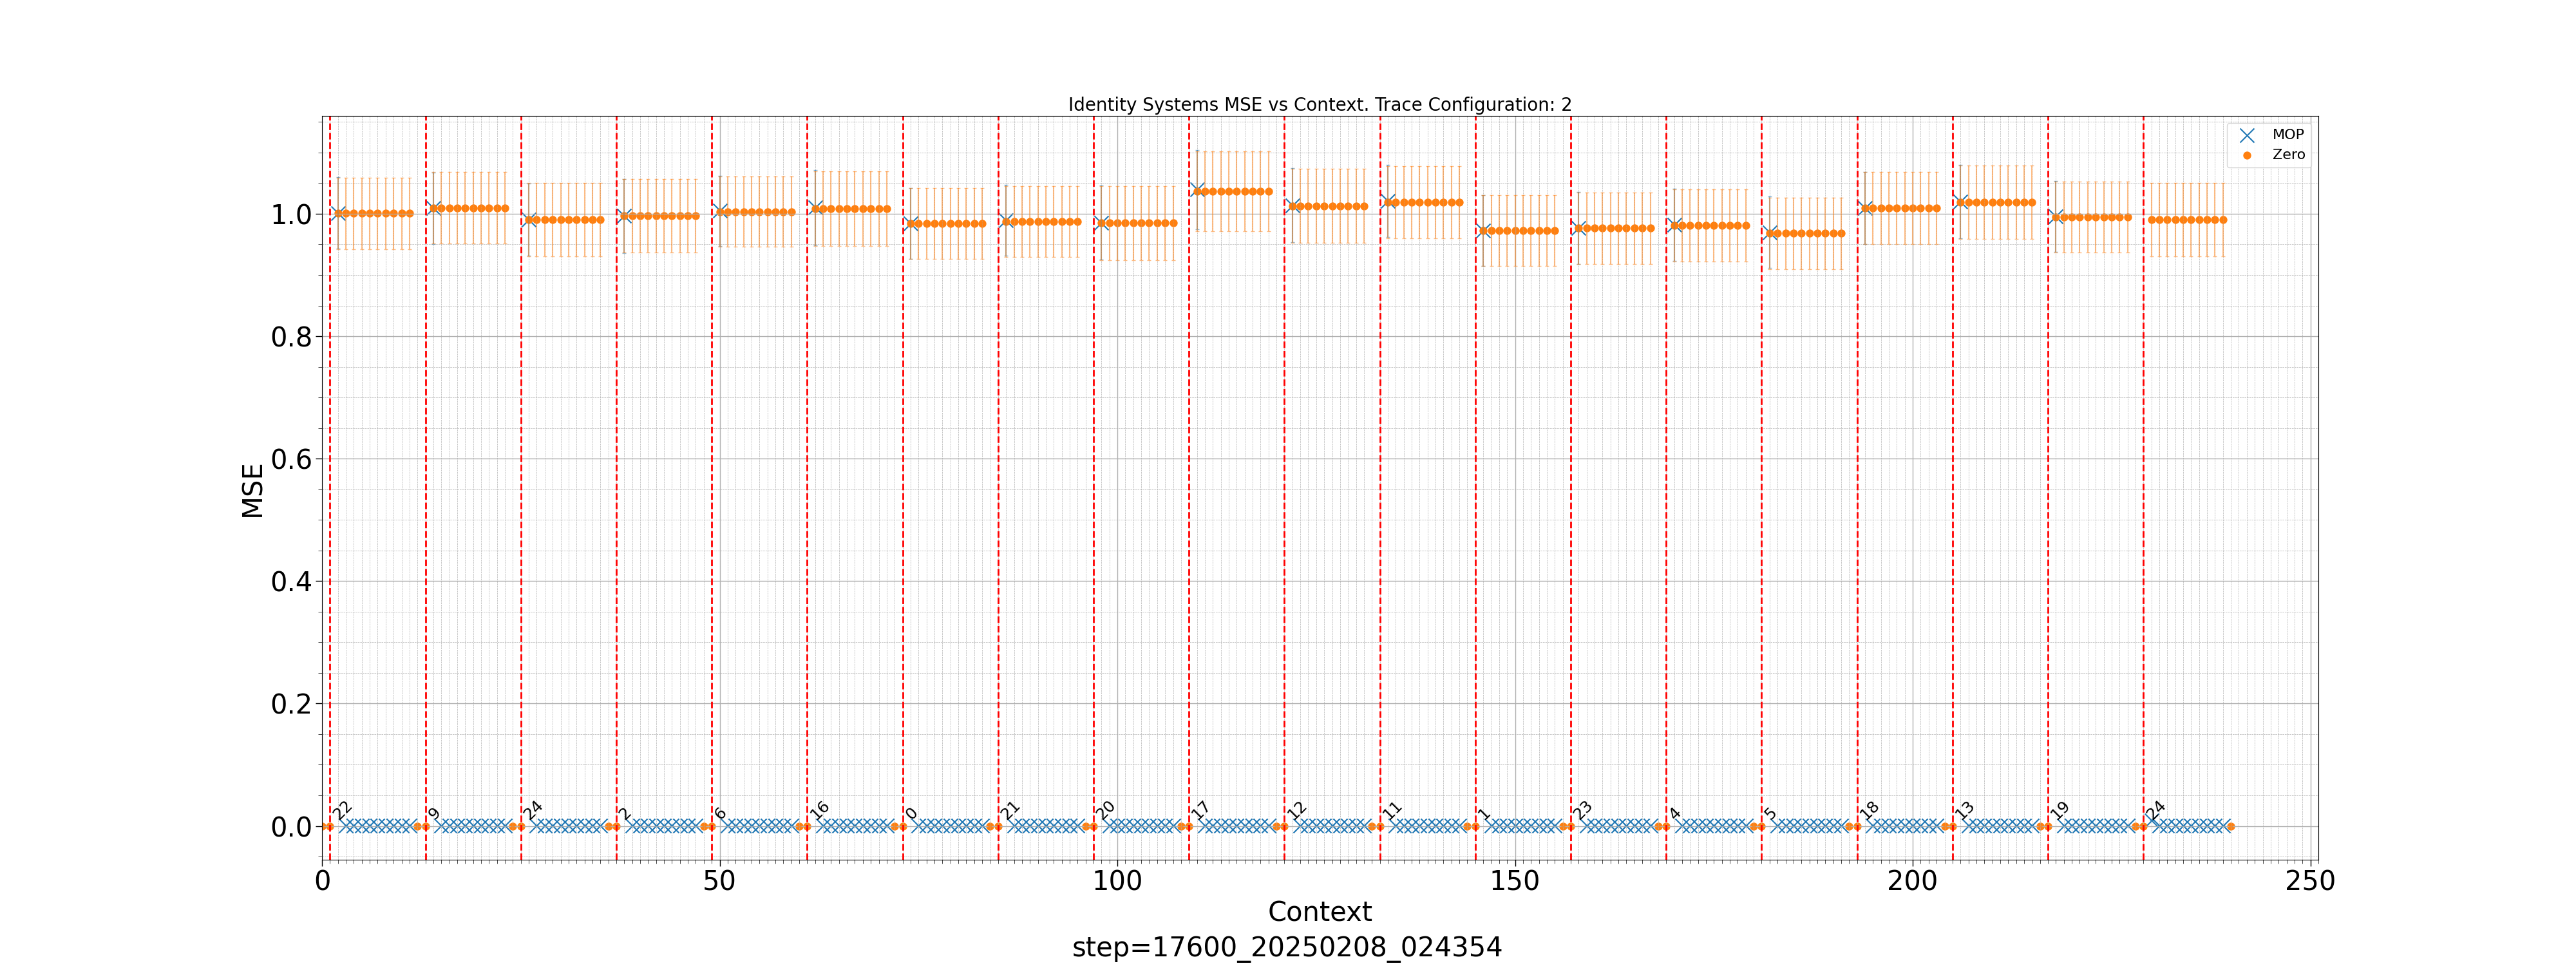 Identity Systems MSE vs Context. Trace Configuration: 2
MOP
Zero
1.0
0.8
0.6
0.4
0.2
0.0
MSE
22 9 24 2 6 16 0 21 20 17 12 11 1 23 4 5 18 13 19 24
0 50 100 150 200 250
Context
step=17600_20250208_024354